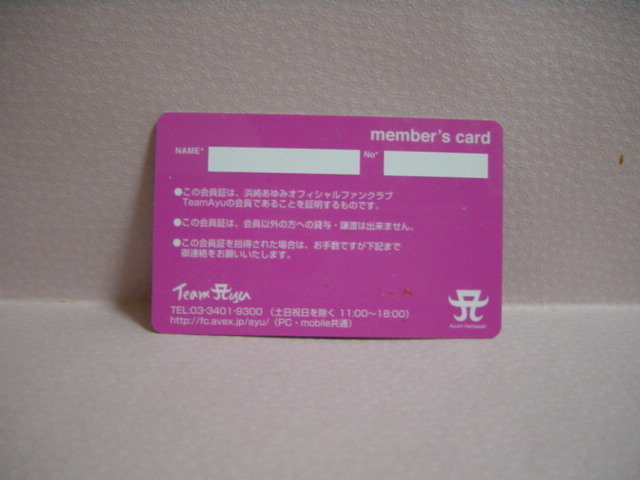 member's card
NAME* No*
●この会員証は、浜崎あゆみオフィシャルファンクラブ
TeamAyuの会員であることを証明するものです。
●この会員証は、会員以外の方への貸与・譲渡は出来ません。
●この会員証を拾得された場合は、お手数ですが下記まで
御連絡をお願いいたします。
Team Ayu
TEL:03-3401-9300 （土日祝日を除く 11:00〜18:00）
http://fc.avex.jp/ayu/（PC・mobile共通）
Ayumi Hamasaki